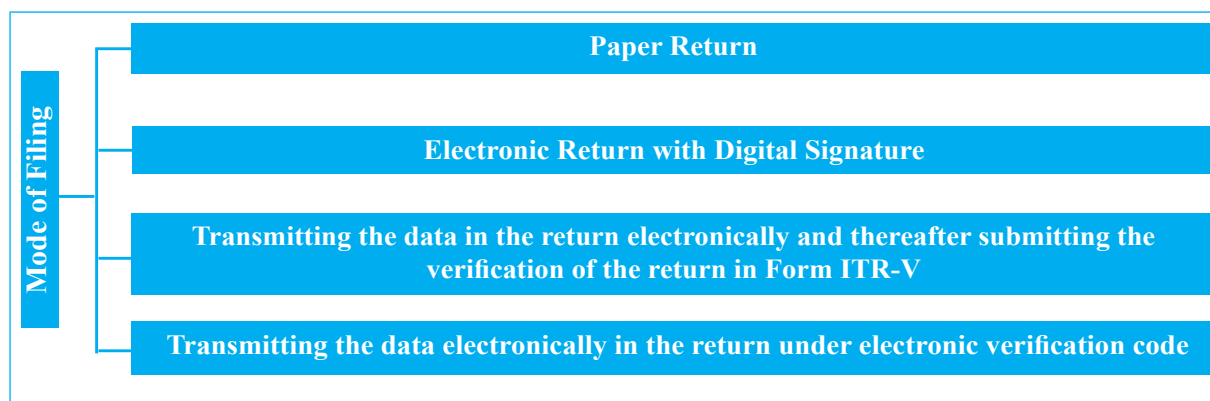 Mode of Filing
Paper Return
Electronic Return with Digital Signature
Transmitting the data in the return electronically and thereafter submitting the
verification of the return in Form ITR-V
Transmitting the data electronically in the return under electronic verification code